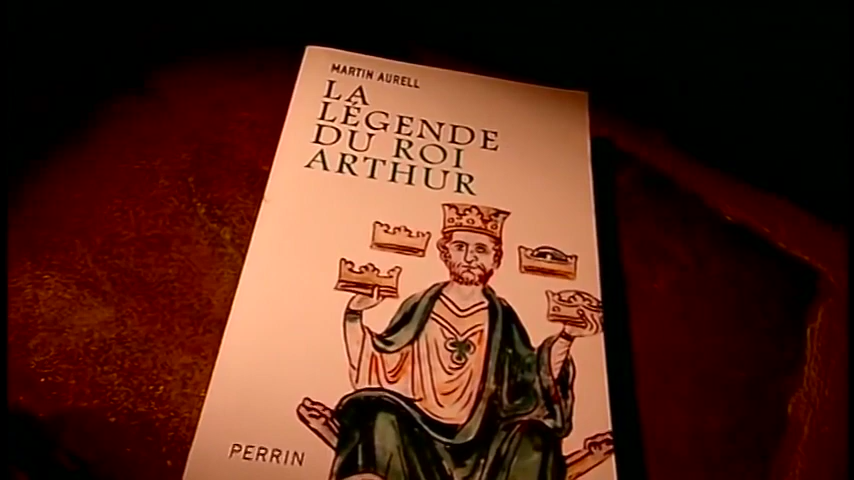 MARTIN AURELL
LA
LÉGENDE
DU ROI
ARTHUR
PERRIN